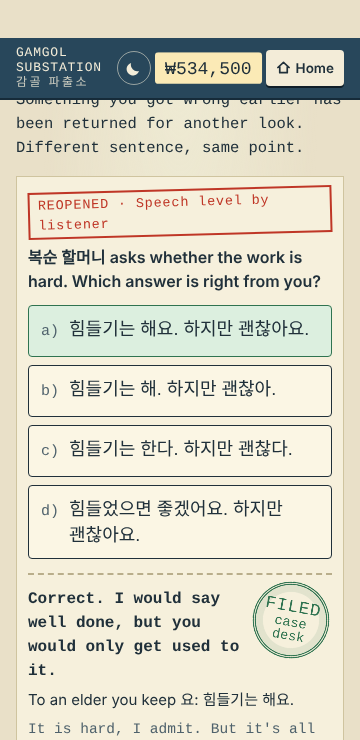 GAMGOL
SUBSTATION
감골 파출소
₩534,500
Home
Something you got wrong earlier has
been returned for another look.
Different sentence, same point.
REOPENED · Speech level by
listener
복순 할머니 asks whether the work is
hard. Which answer is right from you?
a) 힘들기는 해요. 하지만 괜찮아요.
b) 힘들기는 해. 하지만 괜찮아.
c) 힘들기는 한다. 하지만 괜찮다.
d) 힘들었으면 좋겠어요. 하지만
괜찮아요.
Correct. I would say
well done, but you
would only get used to
it.
FILED
case
desk
To an elder you keep 요: 힘들기는 해요.
It is hard, I admit. But it's all